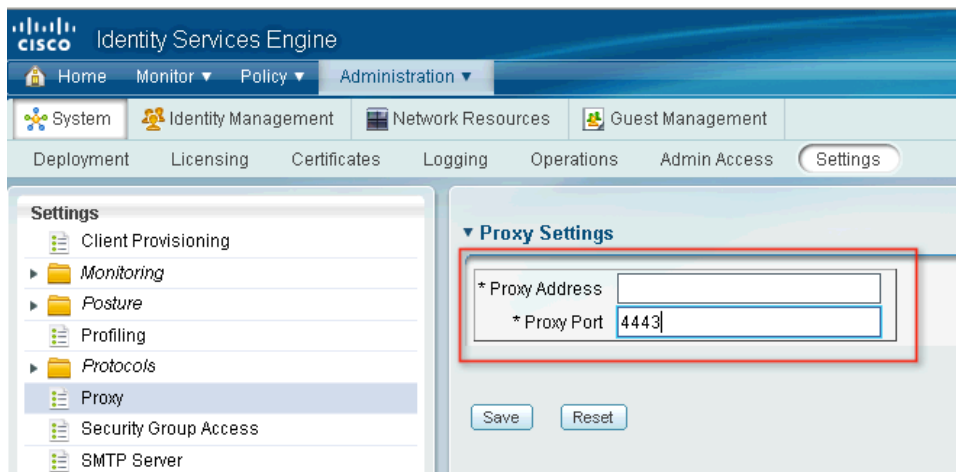 CISCO Identity Services Engine
Home Monitor ▼ Policy ▼ Administration ▼
System Identity Management Network Resources Guest Management
Deployment Licensing Certificates Logging Operations Admin Access Settings
Settings
Client Provisioning
Monitoring
Posture
Profiling
Protocols
Proxy
Security Group Access
SMTP Server
▼ Proxy Settings
* Proxy Address
* Proxy Port 4443
Save Reset